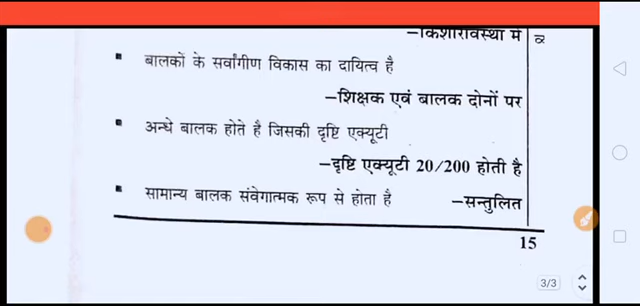 –किशोरावस्था में
▪ बालकों के सर्वांगीण विकास का दायित्व है
–शिक्षक एवं बालक दोनों पर
▪ अन्धे बालक होते है जिसकी दृष्टि एक्यूटी
–दृष्टि एक्यूटी 20/200 होती है
▪ सामान्य बालक संवेगात्मक रूप से होता है –सन्तुलित
15
3/3